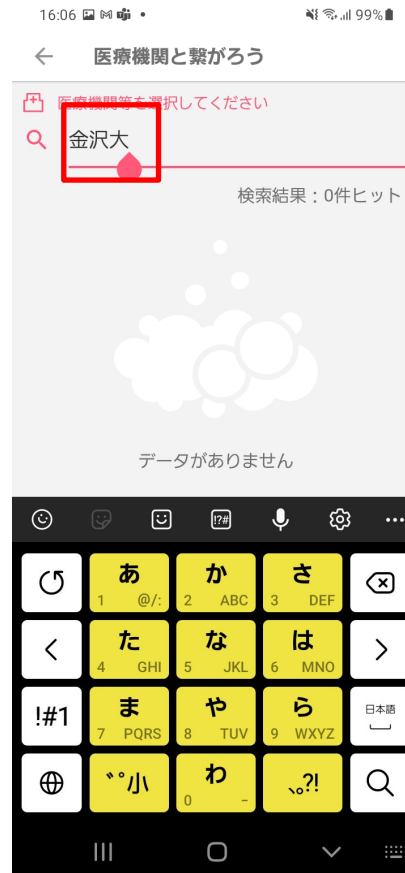 16:06 99%
医療機関と繋がろう
医療機関等を選択してください
金沢大
検索結果：0件ヒット
データがありません
!?#
あ 1 @/:
か 2 ABC
さ 3 DEF
た 4 GHI
な 5 JKL
は 6 MNO
!#1
ま 7 PQRS
や 8 TUV
ら 9 WXYZ
日本語
゛゜小
わ 0 -
､｡?!